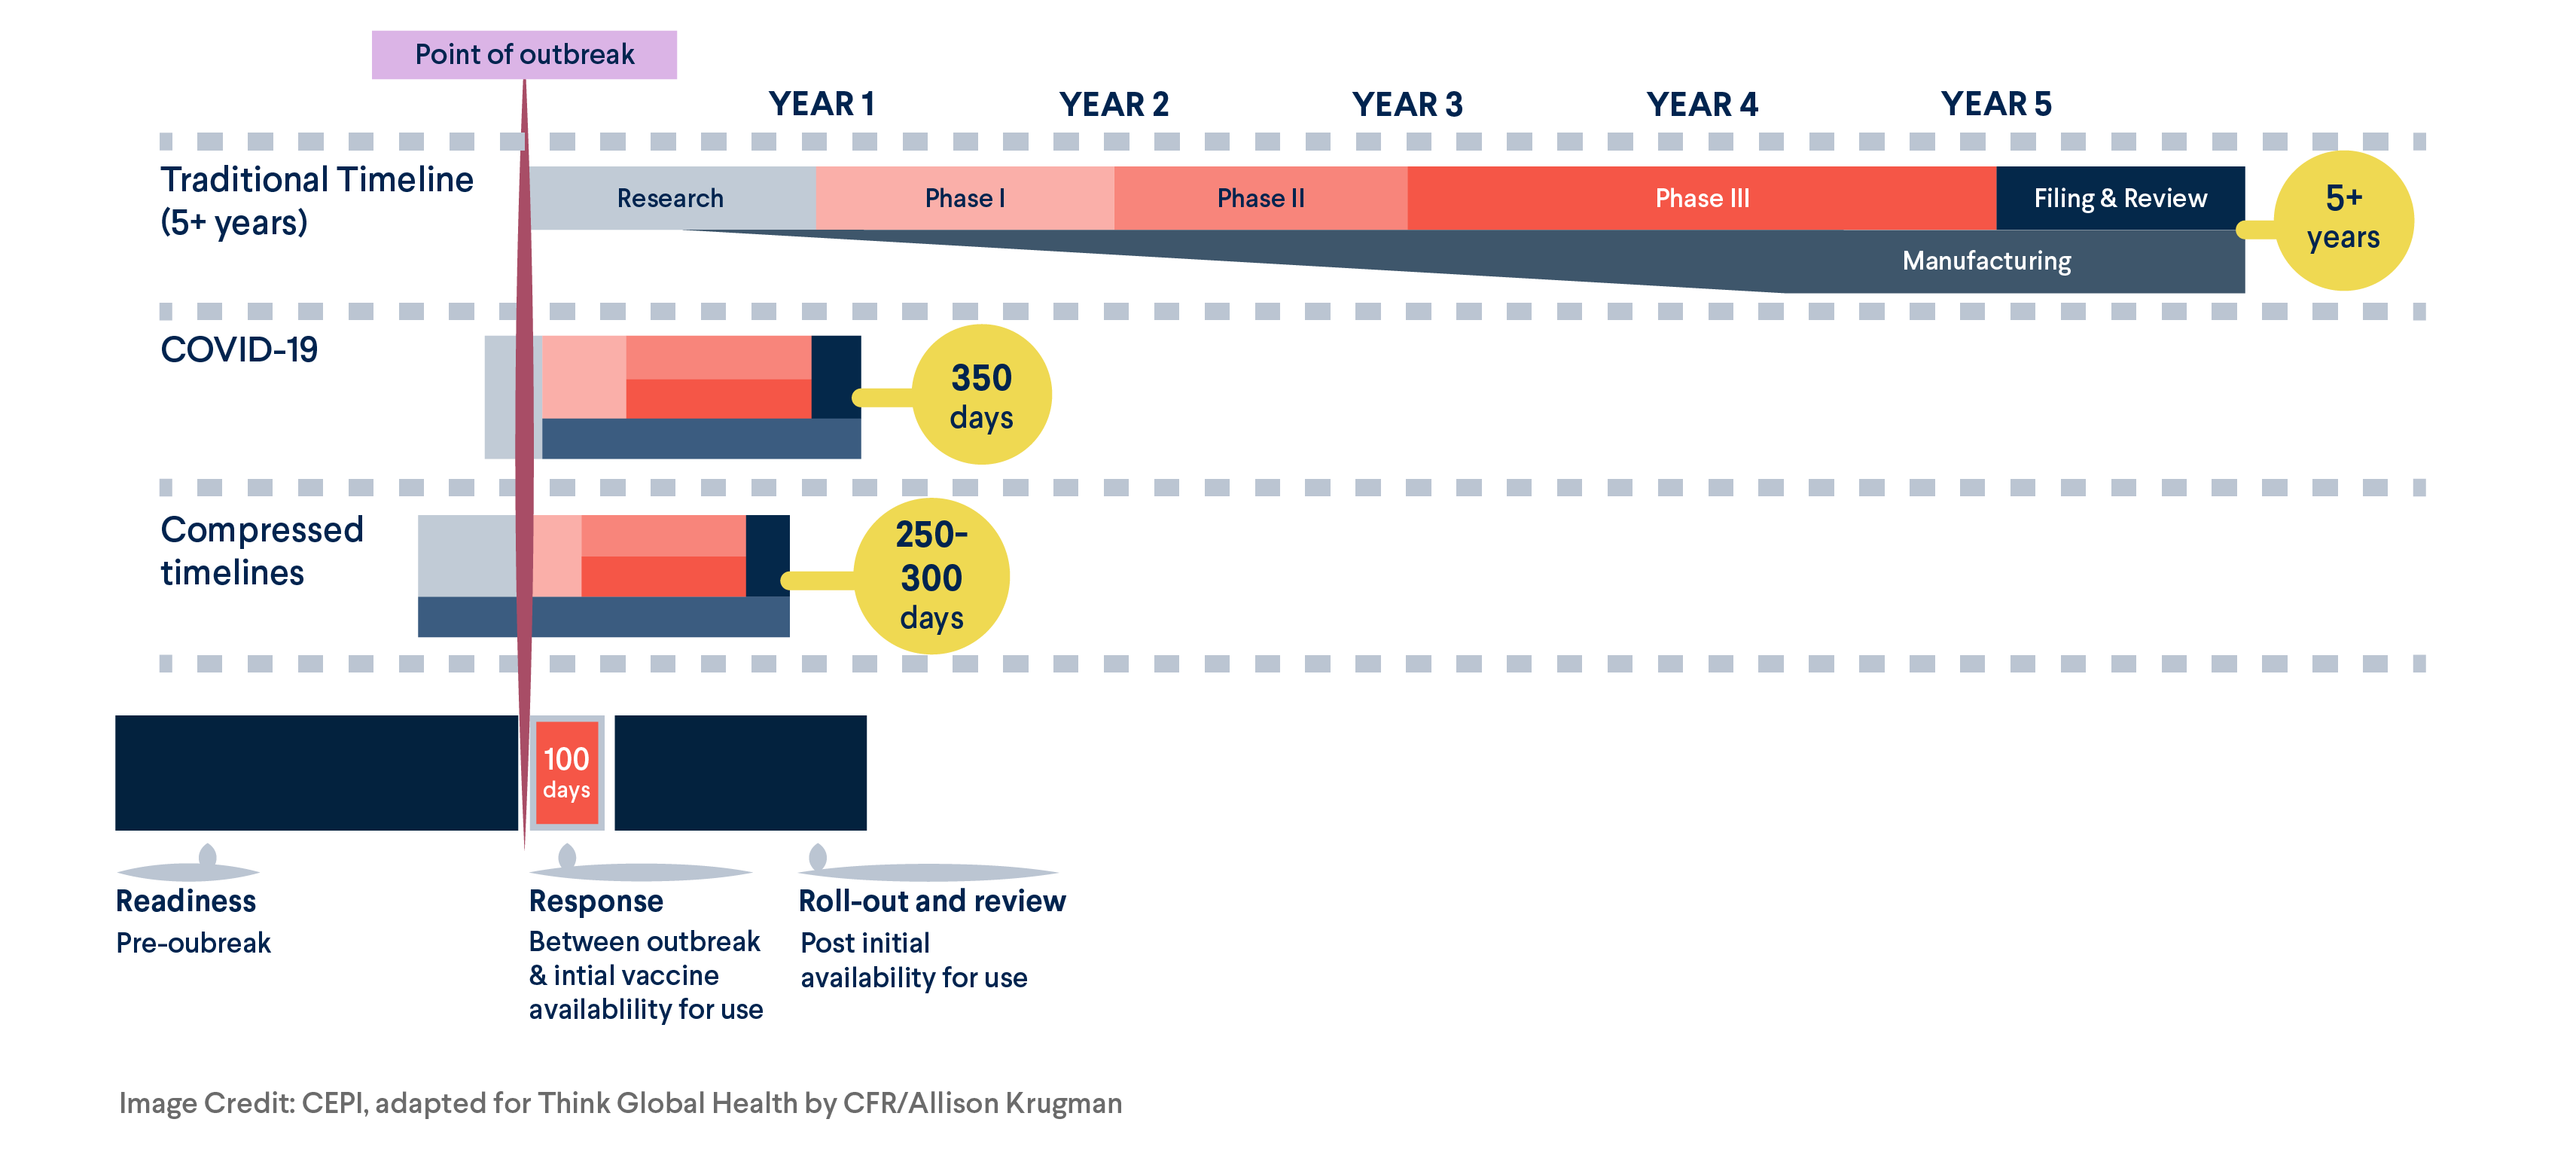 Point of outbreak
YEAR 1
YEAR 2
YEAR 3
YEAR 4
YEAR 5
Traditional Timeline
(5+ years)
Research
Phase I
Phase II
Phase III
Filing & Review
Manufacturing
5+
years
COVID-19
350
days
Compressed
timelines
250-
300
days
100
days
Readiness
Pre-oubreak
Response
Between outbreak
& intial vaccine
availablility for use
Roll-out and review
Post initial
availability for use
Image Credit: CEPI, adapted for Think Global Health by CFR/Allison Krugman